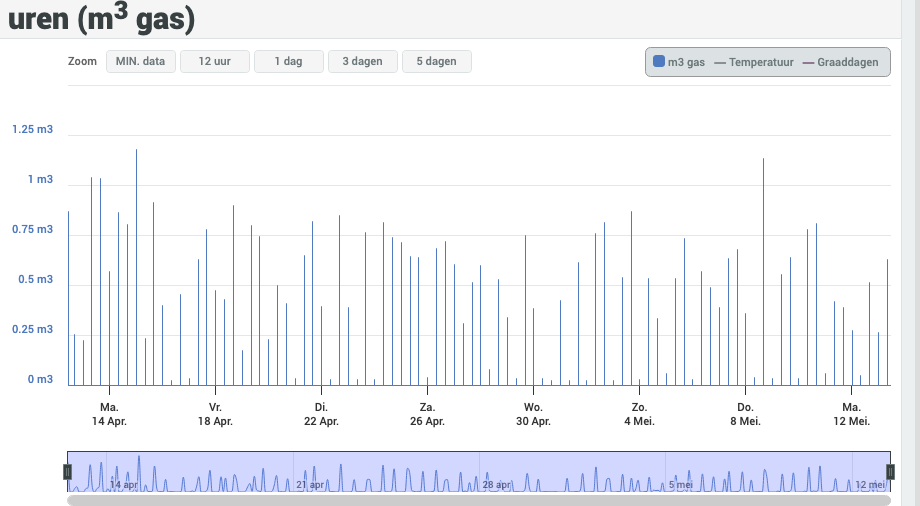 uren (m³ gas)
Zoom MIN. data 12 uur 1 dag 3 dagen 5 dagen m3 gas Temperatuur Graaddagen
1.25 m3
1 m3
0.75 m3
0.5 m3
0.25 m3
0 m3
Ma. Vr. Di. Za. Wo. Zo. Do. Ma.
14 Apr. 18 Apr. 22 Apr. 26 Apr. 30 Apr. 4 Mei. 8 Mei. 12 Mei.
14 apr 21 apr 28 apr 5 mei 12 mei